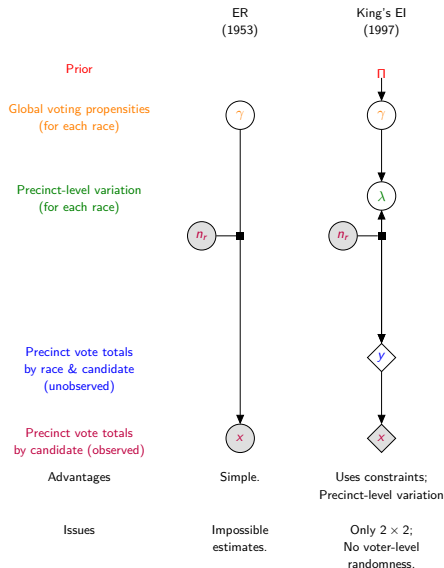 ER
(1953)
King's EI
(1997)
Prior
Π
Global voting propensities
(for each race)
γ
γ
Precinct-level variation
(for each race)
λ
n_r
n_r
Precinct vote totals
by race & candidate
(unobserved)
y
Precinct vote totals
by candidate (observed)
x
x
Advantages
Simple.
Uses constraints;
Precinct-level variation
Issues
Impossible
estimates.
Only 2 × 2;
No voter-level
randomness.